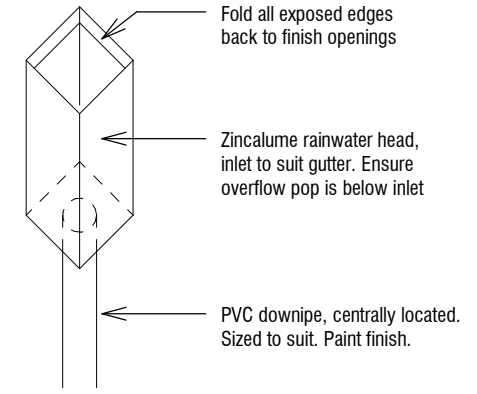 Fold all exposed edges
back to finish openings
Zincalume rainwater head,
inlet to suit gutter. Ensure
overflow pop is below inlet
PVC downipe, centrally located.
Sized to suit. Paint finish.